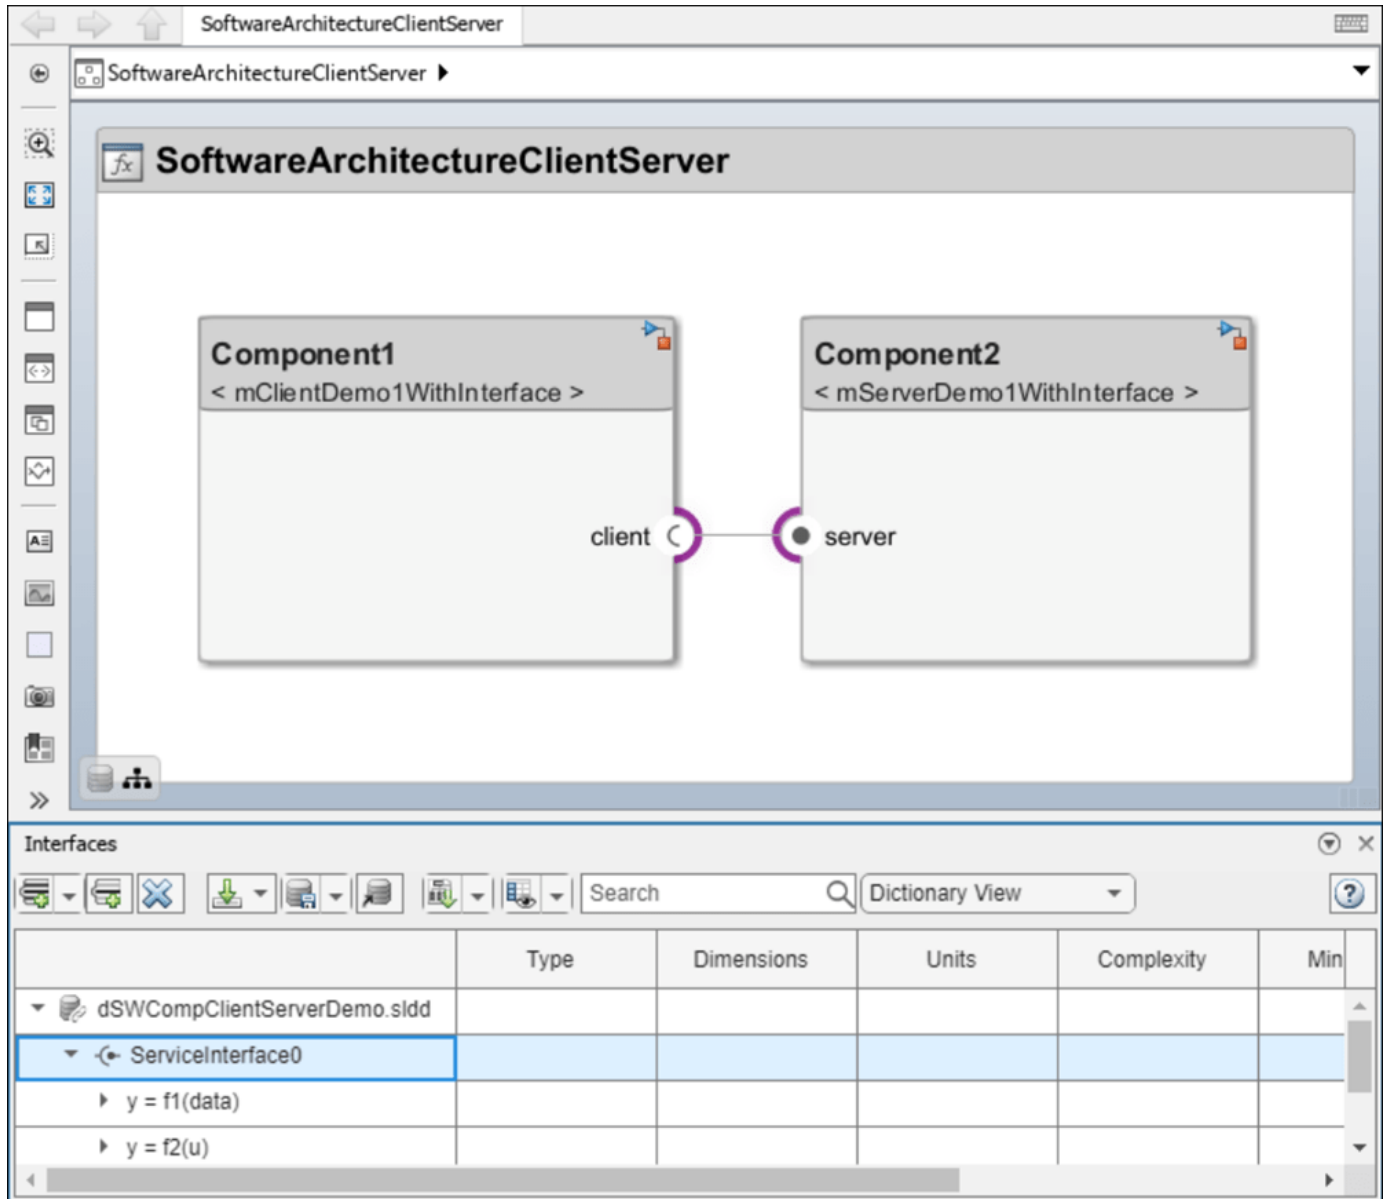 SoftwareArchitectureClientServer
SoftwareArchitectureClientServer
fx SoftwareArchitectureClientServer
Component1
< mClientDemo1WithInterface >
Component2
< mServerDemo1WithInterface >
client
server
A
Interfaces
Search
Dictionary View
?
Type Dimensions Units Complexity Min
dSWCompClientServerDemo.sldd
ServiceInterface0
y = f1(data)
y = f2(u)